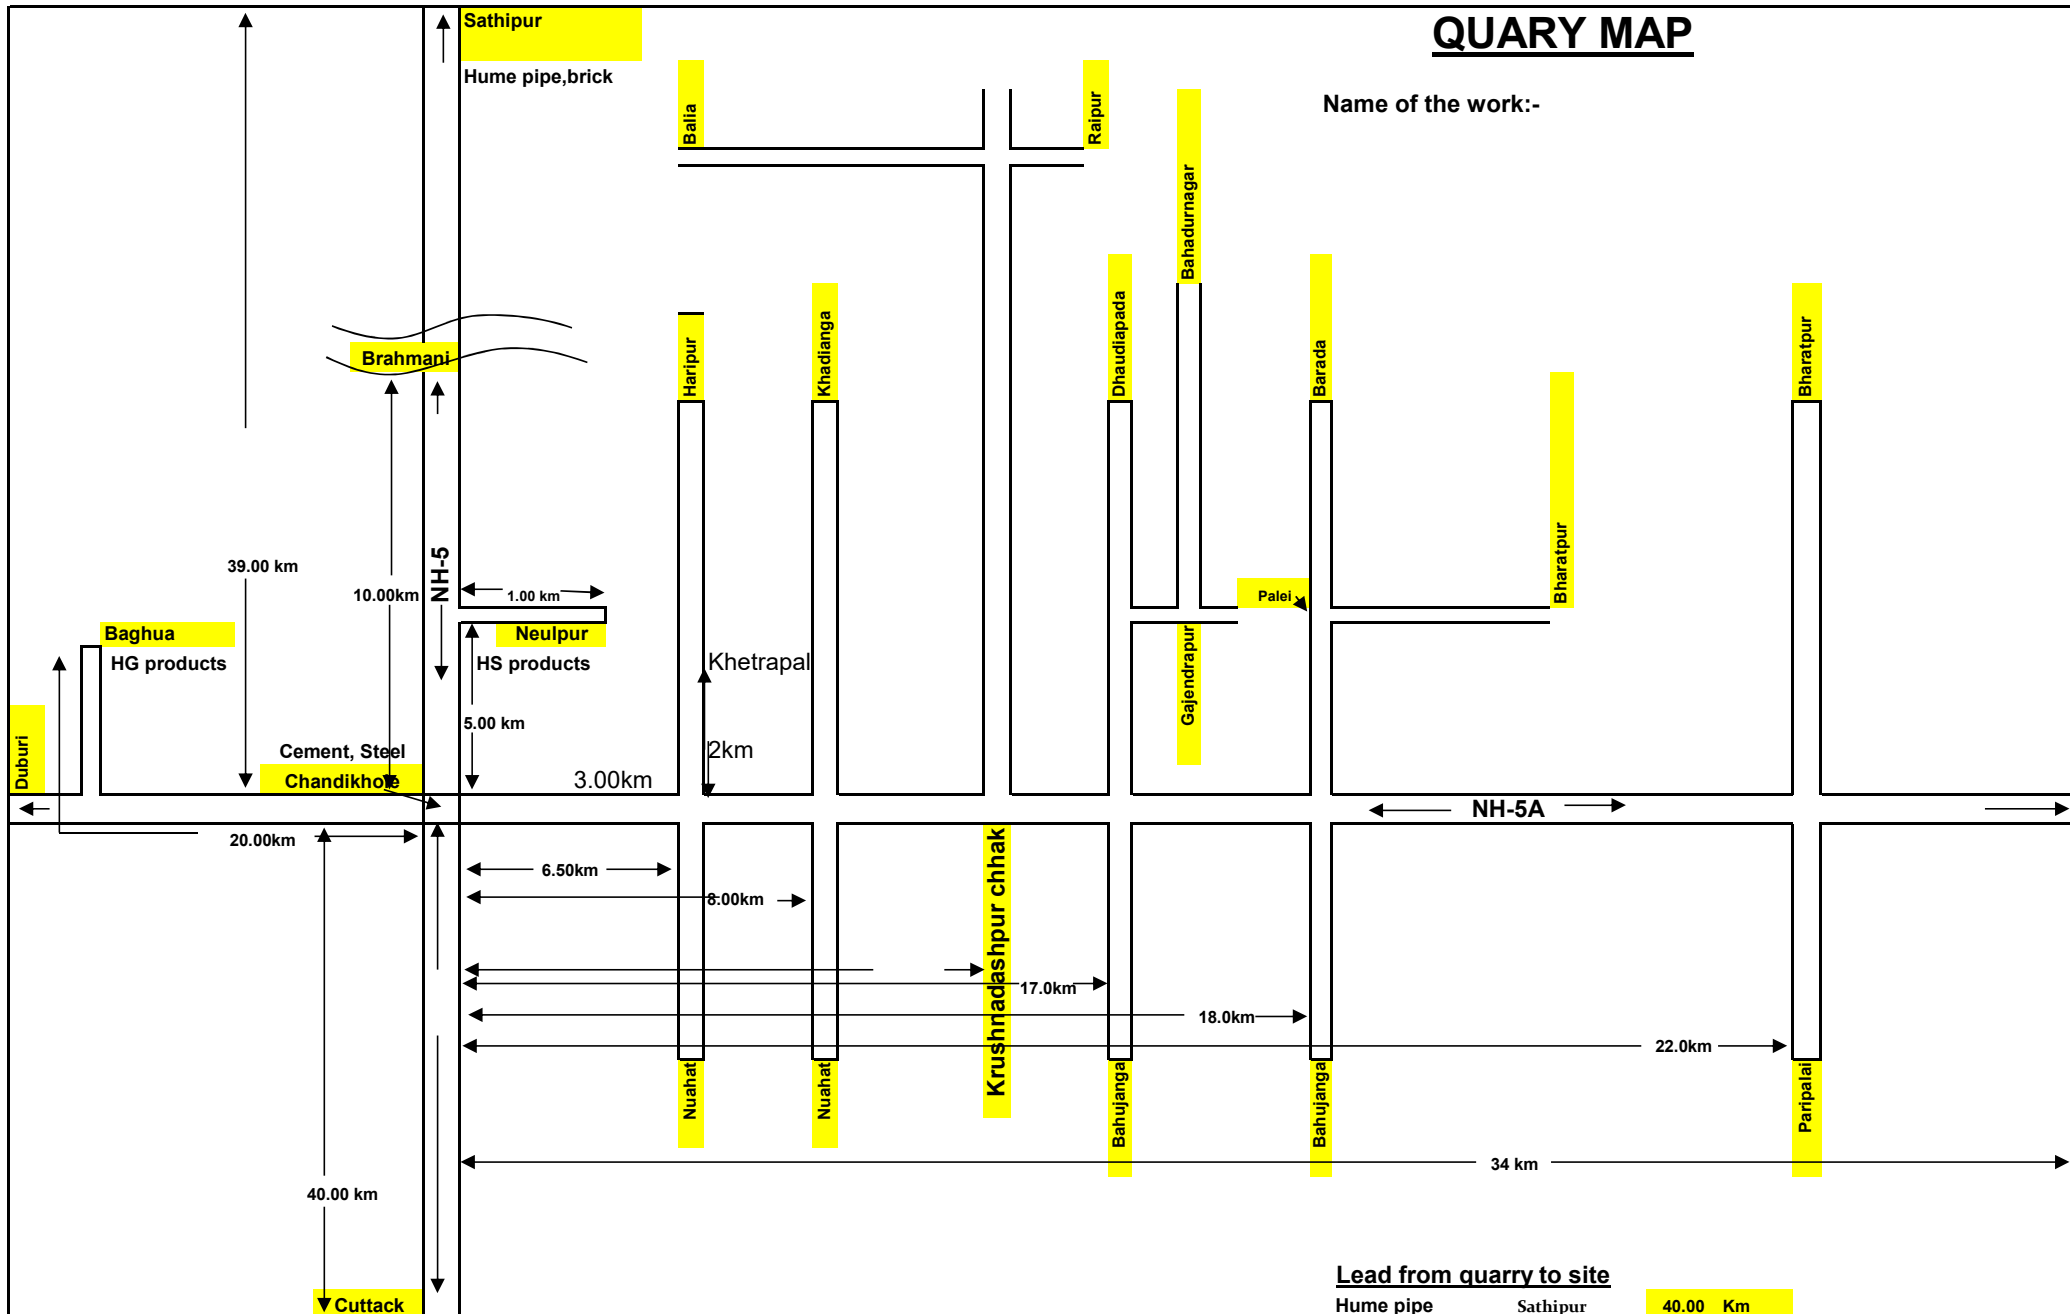 QUARY MAP
Sathipur
Hume pipe,brick
Name of the work:-
Balia
Raipur
Bahadurnagar
Brahmani
Haripur
Khadianga
Dhaudiapada
Barada
Bharatpur
Bharatpur
39.00 km
10.00km
NH-5
1.00 km
Palei
Baghua
HG products
Neulpur
HS products
Khetrapal
Gajendrapur
Duburi
5.00 km
2km
Cement, Steel
Chandikhole
3.00km
NH-5A
20.00km
6.50km
8.00km
Krushnadashpur chhak
17.0km
18.0km
22.0km
Nuahat
Nuahat
Bahujanga
Bahujanga
Paripalai
34 km
40.00 km
Cuttack
Lead from quarry to site
Hume pipe Sathipur 40.00 Km